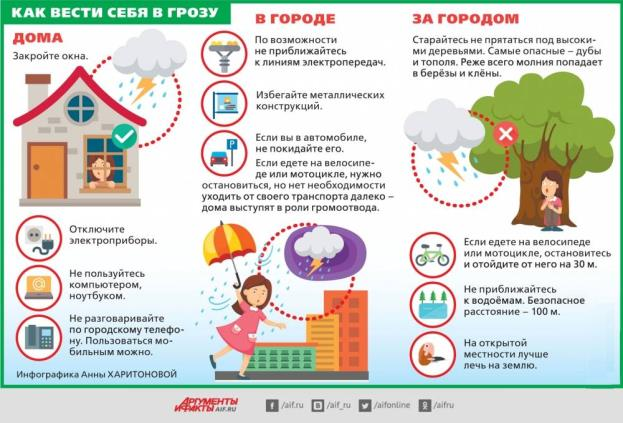 КАК ВЕСТИ СЕБЯ В ГРОЗУ
ДОМА
Закройте окна.
Отключите
электроприборы.
Не пользуйтесь
компьютером,
ноутбуком.
Не разговаривайте
по городскому телефо-
ну. Пользоваться мо-
бильным можно.
Инфографика Анны ХАРИТОНОВОЙ
В ГОРОДЕ
По возможности
не приближайтесь
к линиям электропередач.
Избегайте металлических
конструкций.
Если вы в автомобиле,
не покидайте его.
Если едете на велосипе-
де или мотоцикле, нужно
остановиться, но нет необходимости
уходить от своего транспорта далеко –
дома выступят в роли громоотвода.
ЗА ГОРОДОМ
Старайтесь не прятаться под высоки-
ми деревьями. Самые опасные – дубы
и тополя. Реже всего молния попадает
в берёзы и клёны.
Если едете на велосипеде
или мотоцикле, остановитесь
и отойдите от него на 30 м.
Не приближайтесь
к водоёмам. Безопасное
расстояние – 100 м.
На открытой
местности лучше
лечь на землю.
АРГУМЕНТЫ
И ФАКТЫ AIF.RU
/aif.ru
/aif_ru
/aifonline
/aifru